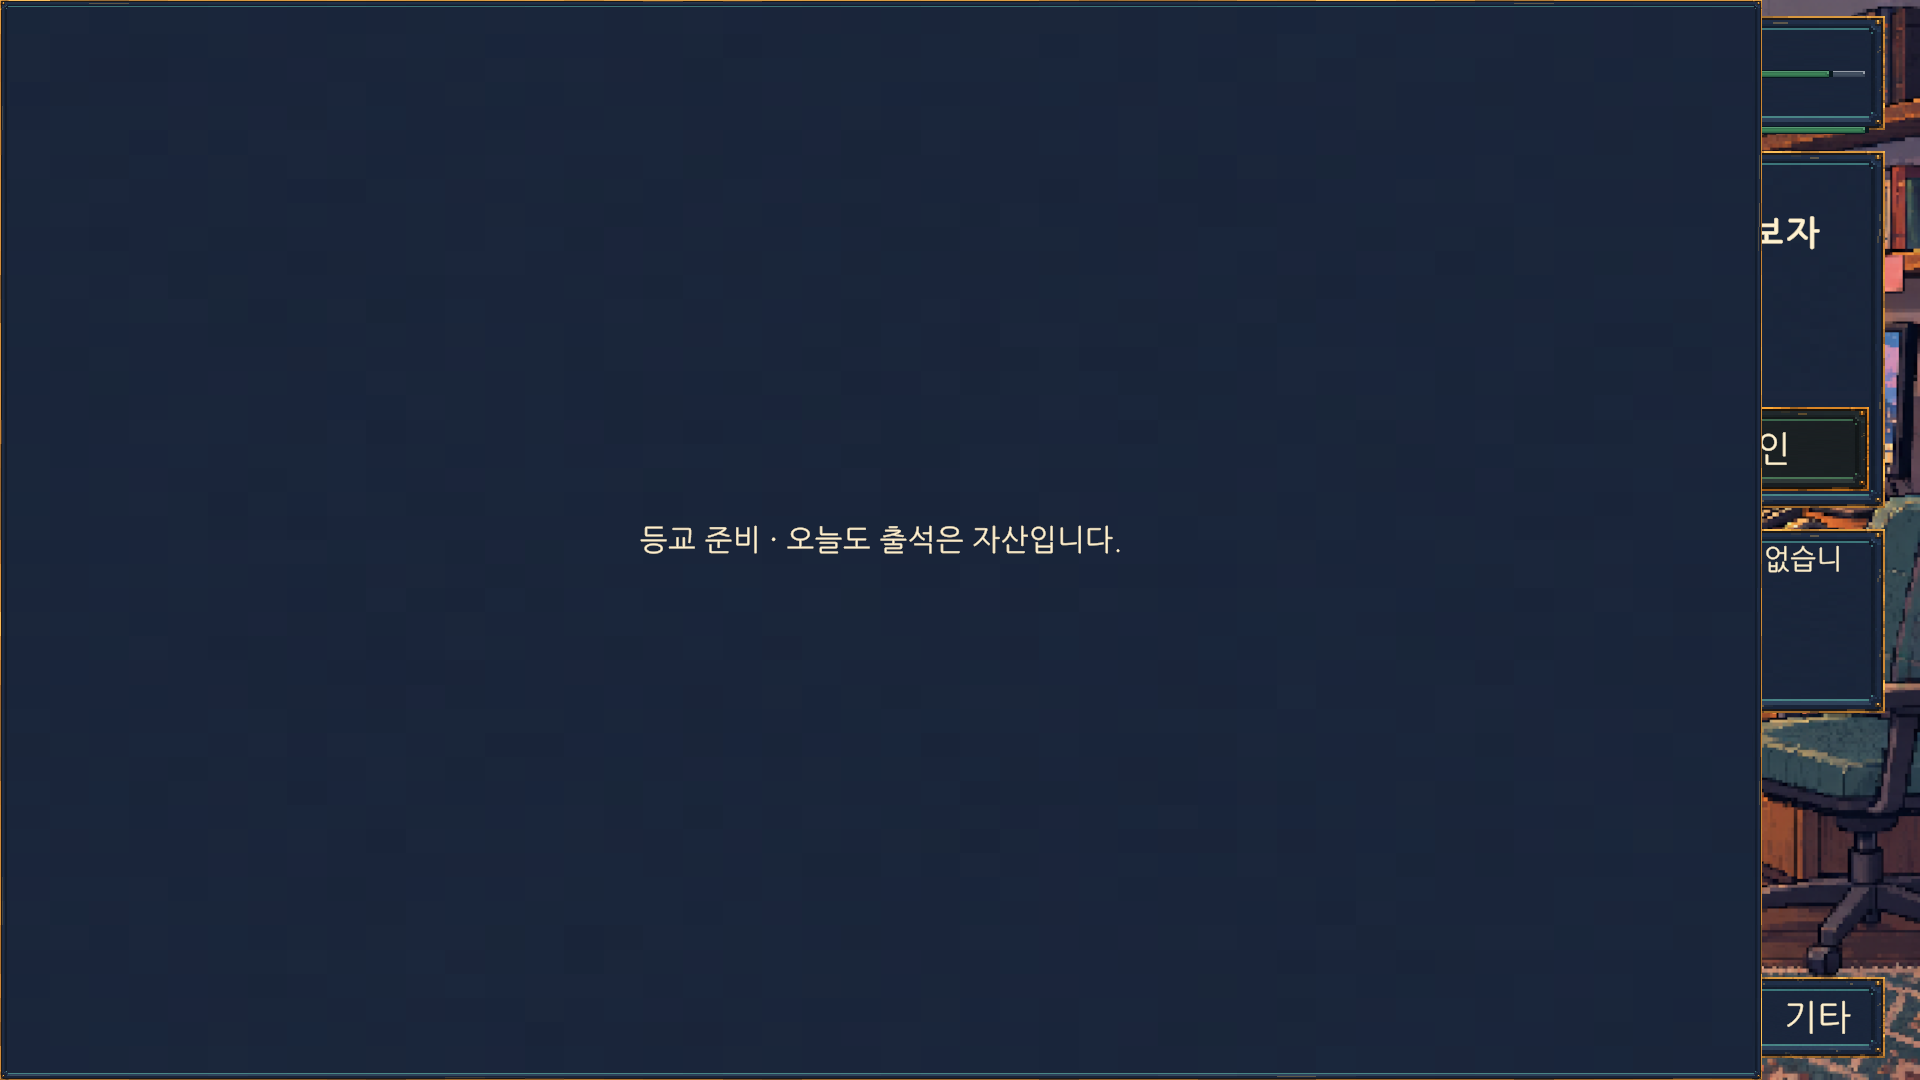 보자
인
등교 준비 · 오늘도 출석은 자산입니다.
없습니
기타